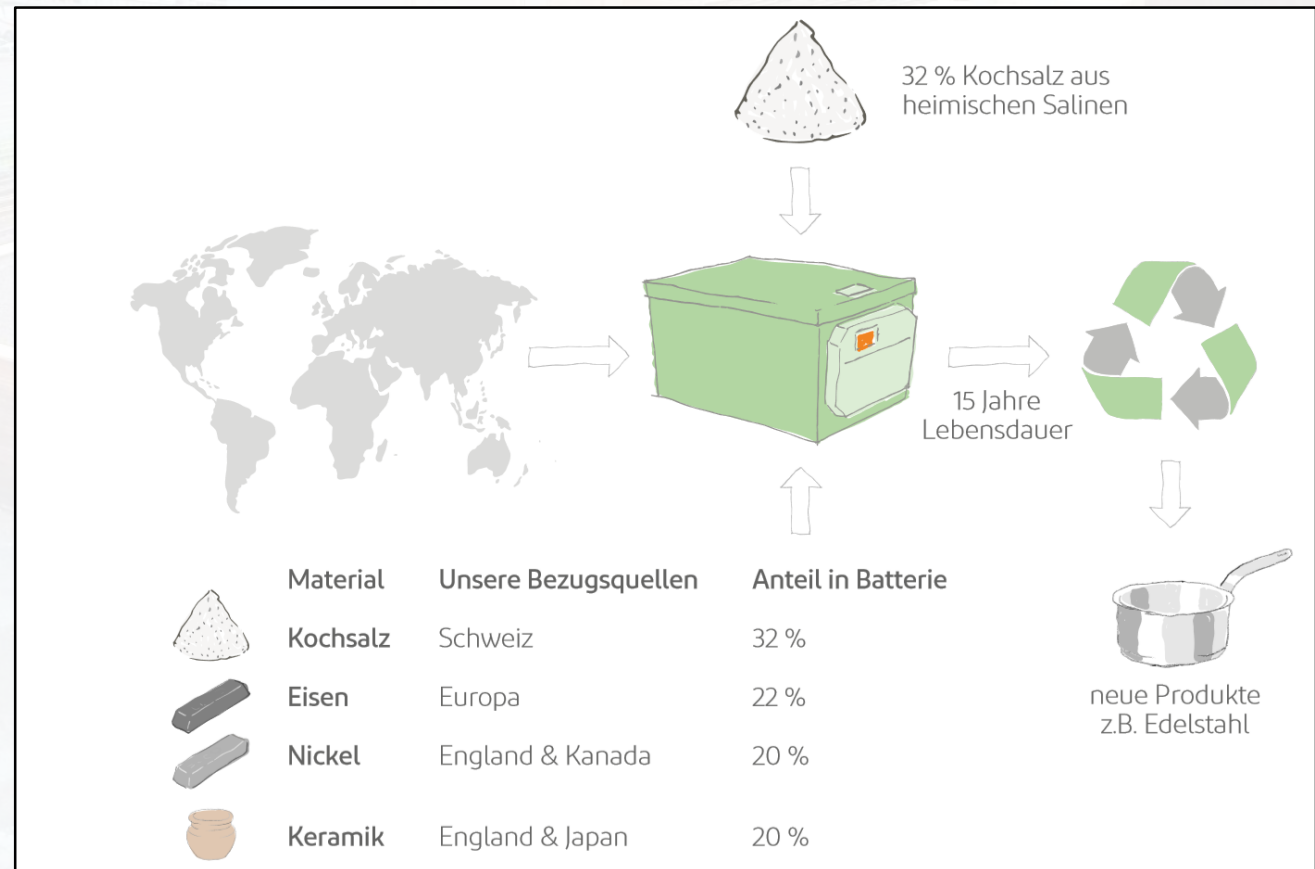 32 % Kochsalz aus
heimischen Salinen
15 Jahre
Lebensdauer
Material Unsere Bezugsquellen Anteil in Batterie
Kochsalz Schweiz 32 %
Eisen Europa 22 %
Nickel England & Kanada 20 %
Keramik England & Japan 20 %
neue Produkte
z.B. Edelstahl